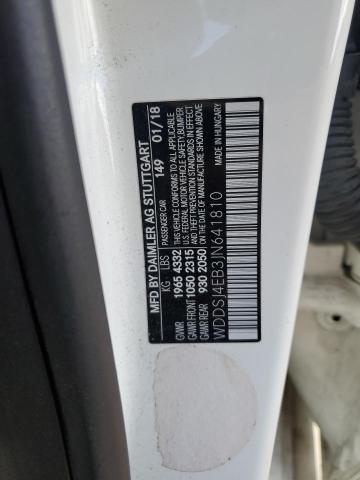 MFD BY DAIMLER AG STUTTGART
PASSENGER CAR 149 01/18
KG LBS
GVWR 1965 4332
GAWR FRONT 1050 2315
GAWR REAR 930 2050
THIS VEHICLE CONFORMS TO ALL APPLICABLE
U.S. FEDERAL MOTOR VEHICLE SAFETY, BUMPER
AND THEFT PREVENTION STANDARDS IN EFFECT
ON THE DATE OF MANUFACTURE SHOWN ABOVE.
MADE IN HUNGARY
WDDSJ4EB3JN641810